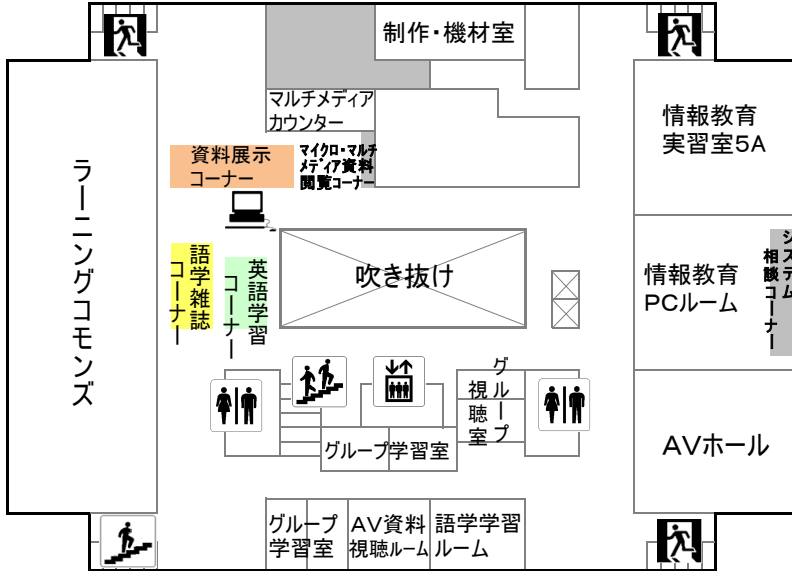 制作・機材室
マルチメディア
カウンター
情報教育
実習室5A
資料展示
コーナー
マイクロ・マルチ
メディア資料
閲覧コーナー
ラーニングコモンズ
語学雑誌
コーナー
英語学習
コーナー
吹き抜け
情報教育
PCルーム
システム
相談コーナー
グループ
視聴室
グループ学習室
AVホール
グループ
学習室
AV資料
視聴ルーム
語学学習
ルーム